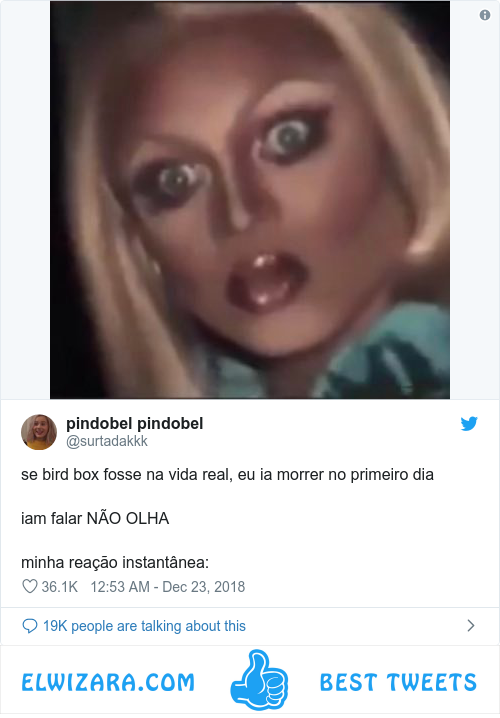 pindobel pindobel
@surtadakkk
se bird box fosse na vida real, eu ia morrer no primeiro dia
iam falar NÃO OLHA
minha reação instantânea:
36.1K 12:53 AM - Dec 23, 2018
19K people are talking about this
ELWIZARA.COM BEST TWEETS